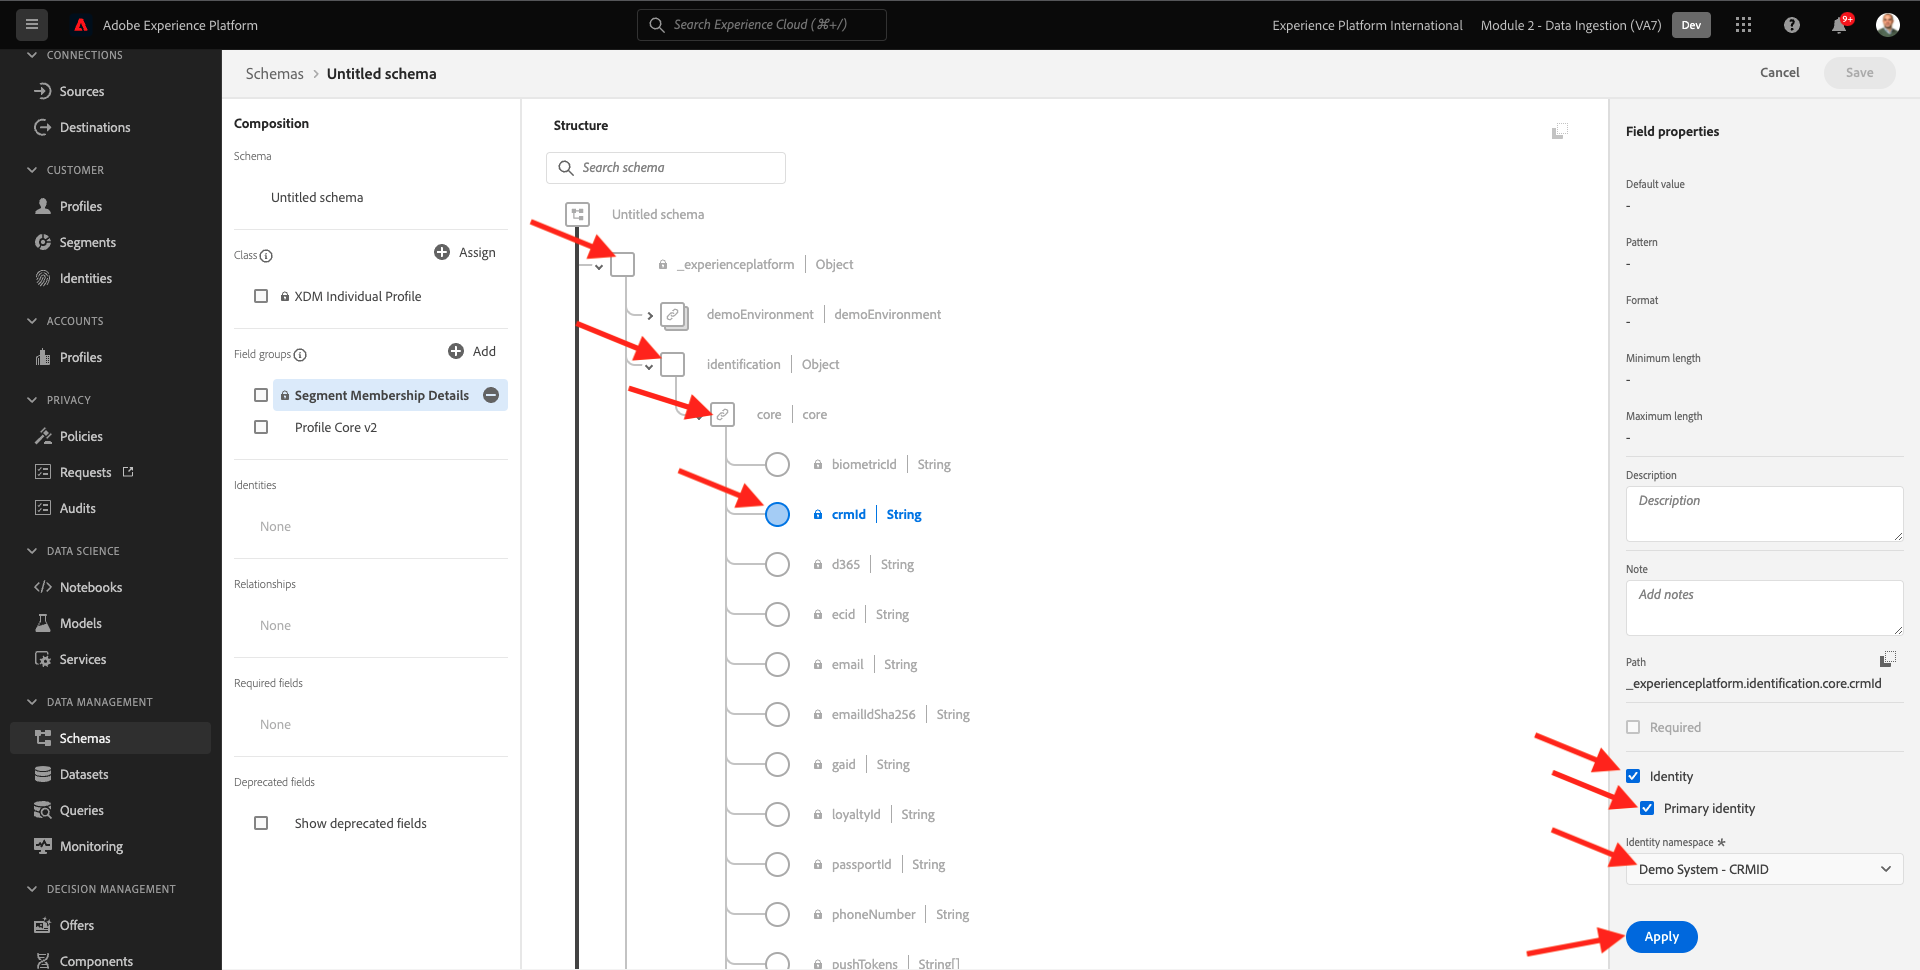 Adobe Experience Platform
Search Experience Cloud (⌘+/)
Experience Platform International
Module 2 - Data Ingestion (VA7)
Dev
9+
CONNECTIONS
Sources
Destinations
CUSTOMER
Profiles
Segments
Identities
ACCOUNTS
Profiles
PRIVACY
Policies
Requests
Audits
DATA SCIENCE
Notebooks
Models
Services
DATA MANAGEMENT
Schemas
Datasets
Queries
Monitoring
DECISION MANAGEMENT
Offers
Components
Schemas > Untitled schema
Cancel
Save
Composition
Schema
Untitled schema
Class
Assign
XDM Individual Profile
Field groups
Add
Segment Membership Details
Profile Core v2
Identities
None
Relationships
None
Required fields
None
Deprecated fields
Show deprecated fields
Structure
Search schema
Untitled schema
_experienceplatform | Object
demoEnvironment | demoEnvironment
identification | Object
core | core
biometricId | String
crmId | String
d365 | String
ecid | String
email | String
emailIdSha256 | String
gaid | String
loyaltyId | String
passportId | String
phoneNumber | String
pushTokens | String[]
Field properties
Default value
-
Pattern
-
Format
-
Minimum length
-
Maximum length
-
Description
Description
Note
Add notes
Path
_experienceplatform.identification.core.crmId
Required
Identity
Primary identity
Identity namespace *
Demo System - CRMID
Apply